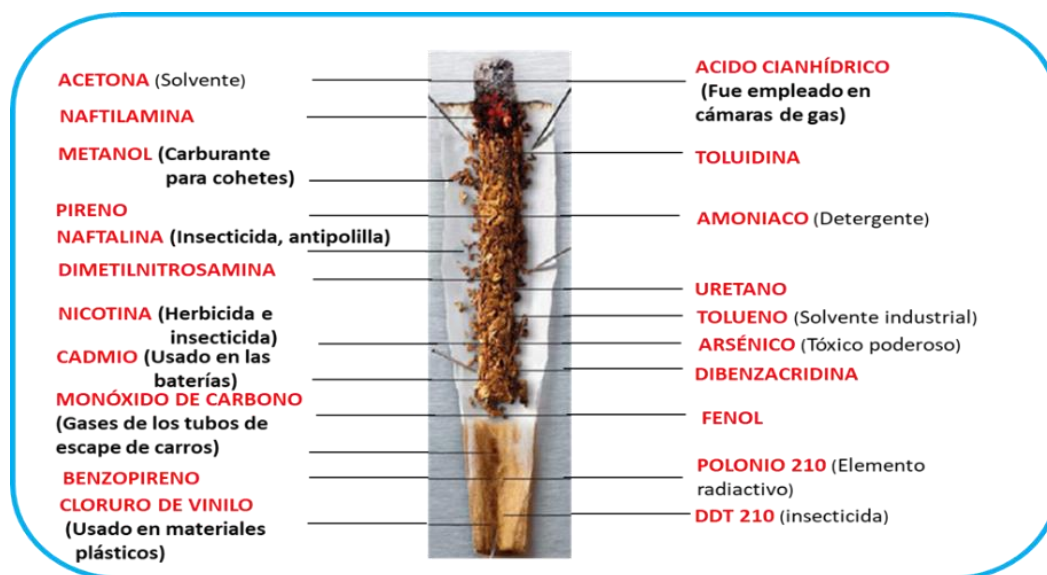 ACETONA (Solvente)
NAFTILAMINA
METANOL (Carburante
para cohetes)
PIRENO
NAFTALINA (Insecticida, antipolilla)
DIMETILNITROSAMINA
NICOTINA (Herbicida e
insecticida)
CADMIO (Usado en las
baterías)
MONÓXIDO DE CARBONO
(Gases de los tubos de
escape de carros)
BENZOPIRENO
CLORURO DE VINILO
(Usado en materiales
plásticos)
ACIDO CIANHÍDRICO
(Fue empleado en
cámaras de gas)
TOLUIDINA
AMONIACO (Detergente)
URETANO
TOLUENO (Solvente industrial)
ARSÉNICO (Tóxico poderoso)
DIBENZACRIDINA
FENOL
POLONIO 210 (Elemento
radiactivo)
DDT 210 (insecticida)